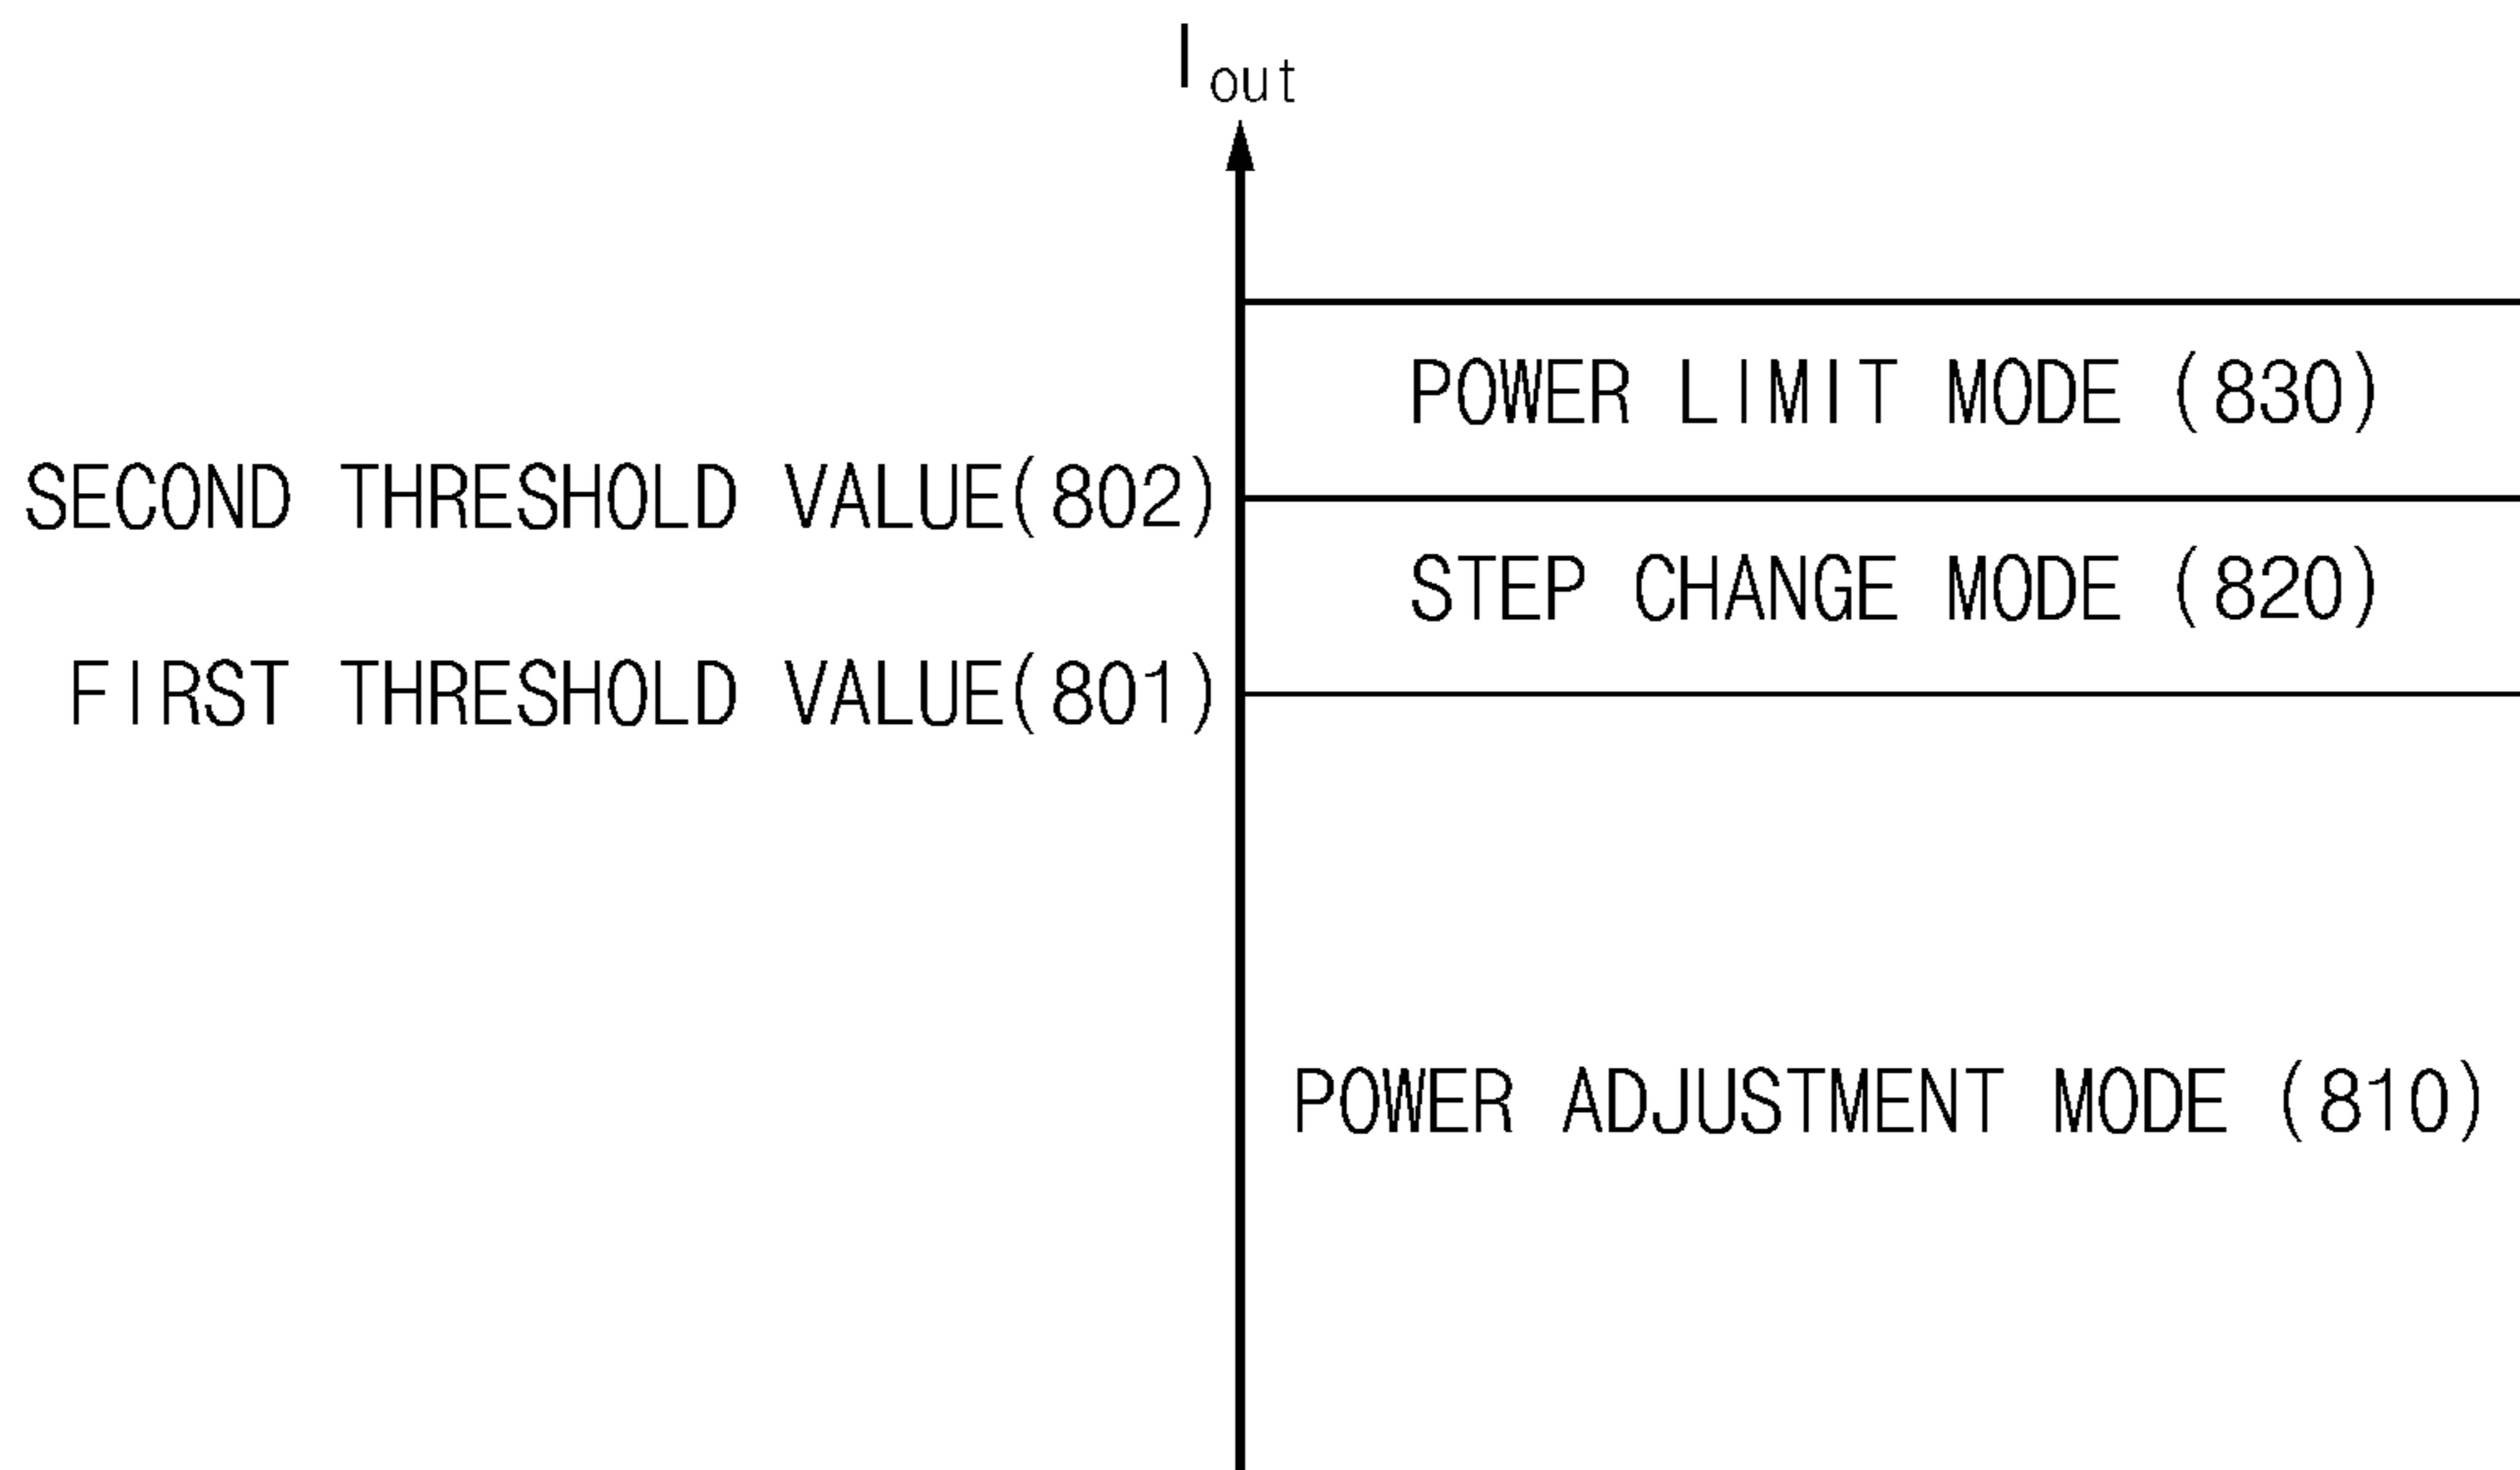 Iout
POWER LIMIT MODE (830)
SECOND THRESHOLD VALUE(802)
STEP CHANGE MODE (820)
FIRST THRESHOLD VALUE(801)
POWER ADJUSTMENT MODE (810)